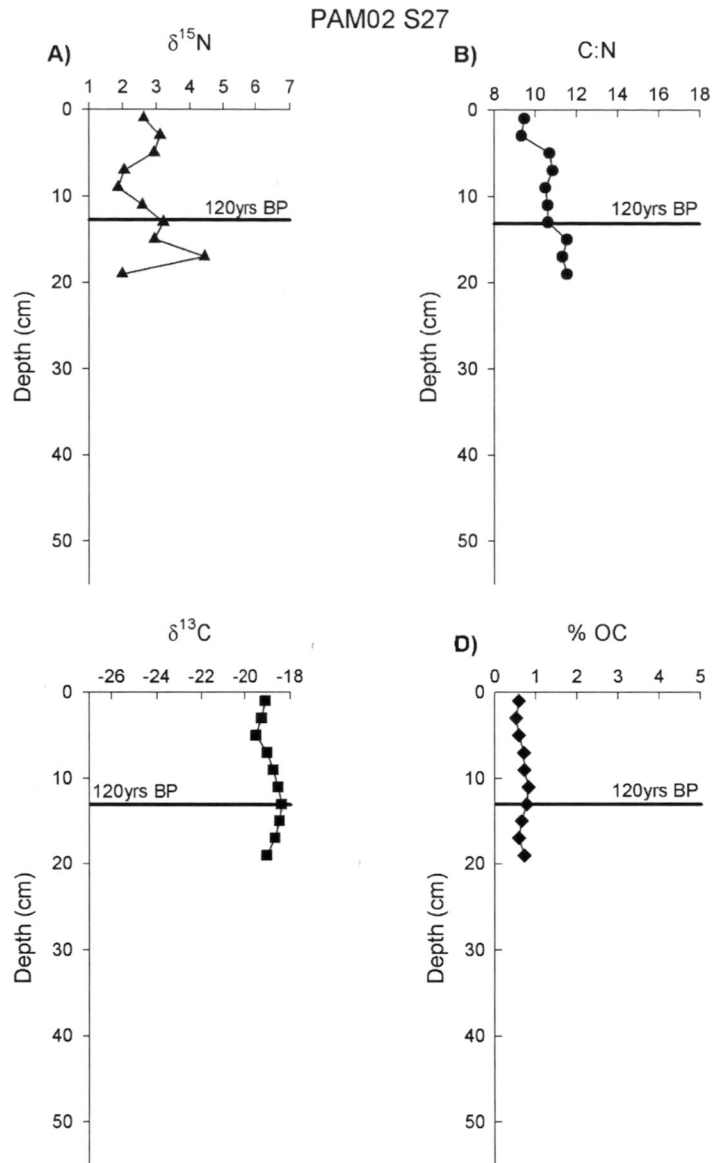 PAM02 S27
A)
δ¹⁵N
1 2 3 4 5 6 7
0
10
20
30
40
50
Depth (cm)
120yrs BP
B)
C:N
8 10 12 14 16 18
0
10
20
30
40
50
Depth (cm)
120yrs BP
δ¹³C
-26 -24 -22 -20 -18
0
10
20
30
40
50
Depth (cm)
120yrs BP
D)
% OC
0 1 2 3 4 5
0
10
20
30
40
50
Depth (cm)
120yrs BP